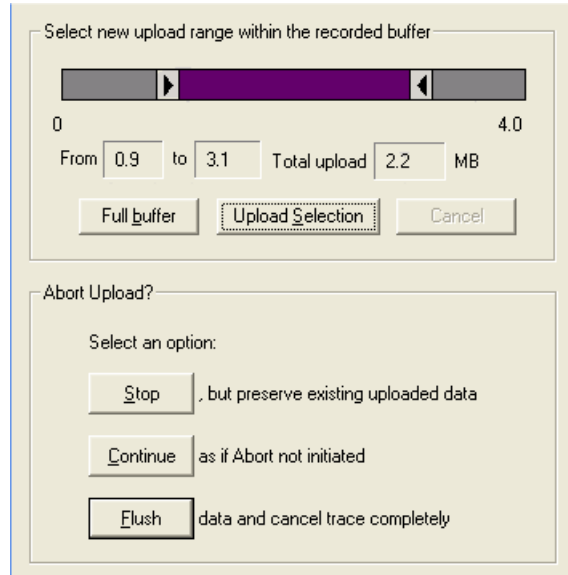 Select new upload range within the recorded buffer
0 4.0
From 0.9 to 3.1 Total upload 2.2 MB
Full buffer Upload Selection Cancel
Abort Upload?
Select an option:
Stop , but preserve existing uploaded data
Continue as if Abort not initiated
Flush data and cancel trace completely